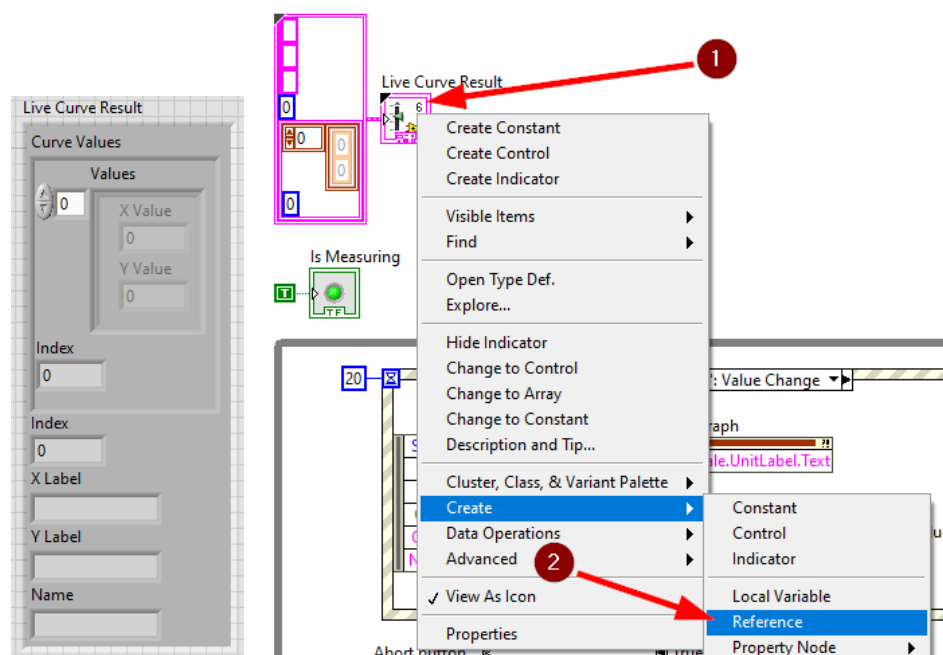 Live Curve Result
Curve Values
Values
0
X Value
0
Y Value
0
Index
0
Index
0
X Label
Y Label
Name
1
Live Curve Result
0
6
0
0
0
0
Is Measuring
T
TF
20
Create Constant
Create Control
Create Indicator
Visible Items
Find
Open Type Def.
Explore...
Hide Indicator
Change to Control
Change to Array
Change to Constant
Description and Tip...
Cluster, Class, & Variant Palette
Create
Data Operations
Advanced
2
View As Icon
Properties
: Value Change
raph
ale.UnitLabel.Text
Constant
Control
Indicator
Local Variable
Reference
Property Node
Abort button
True